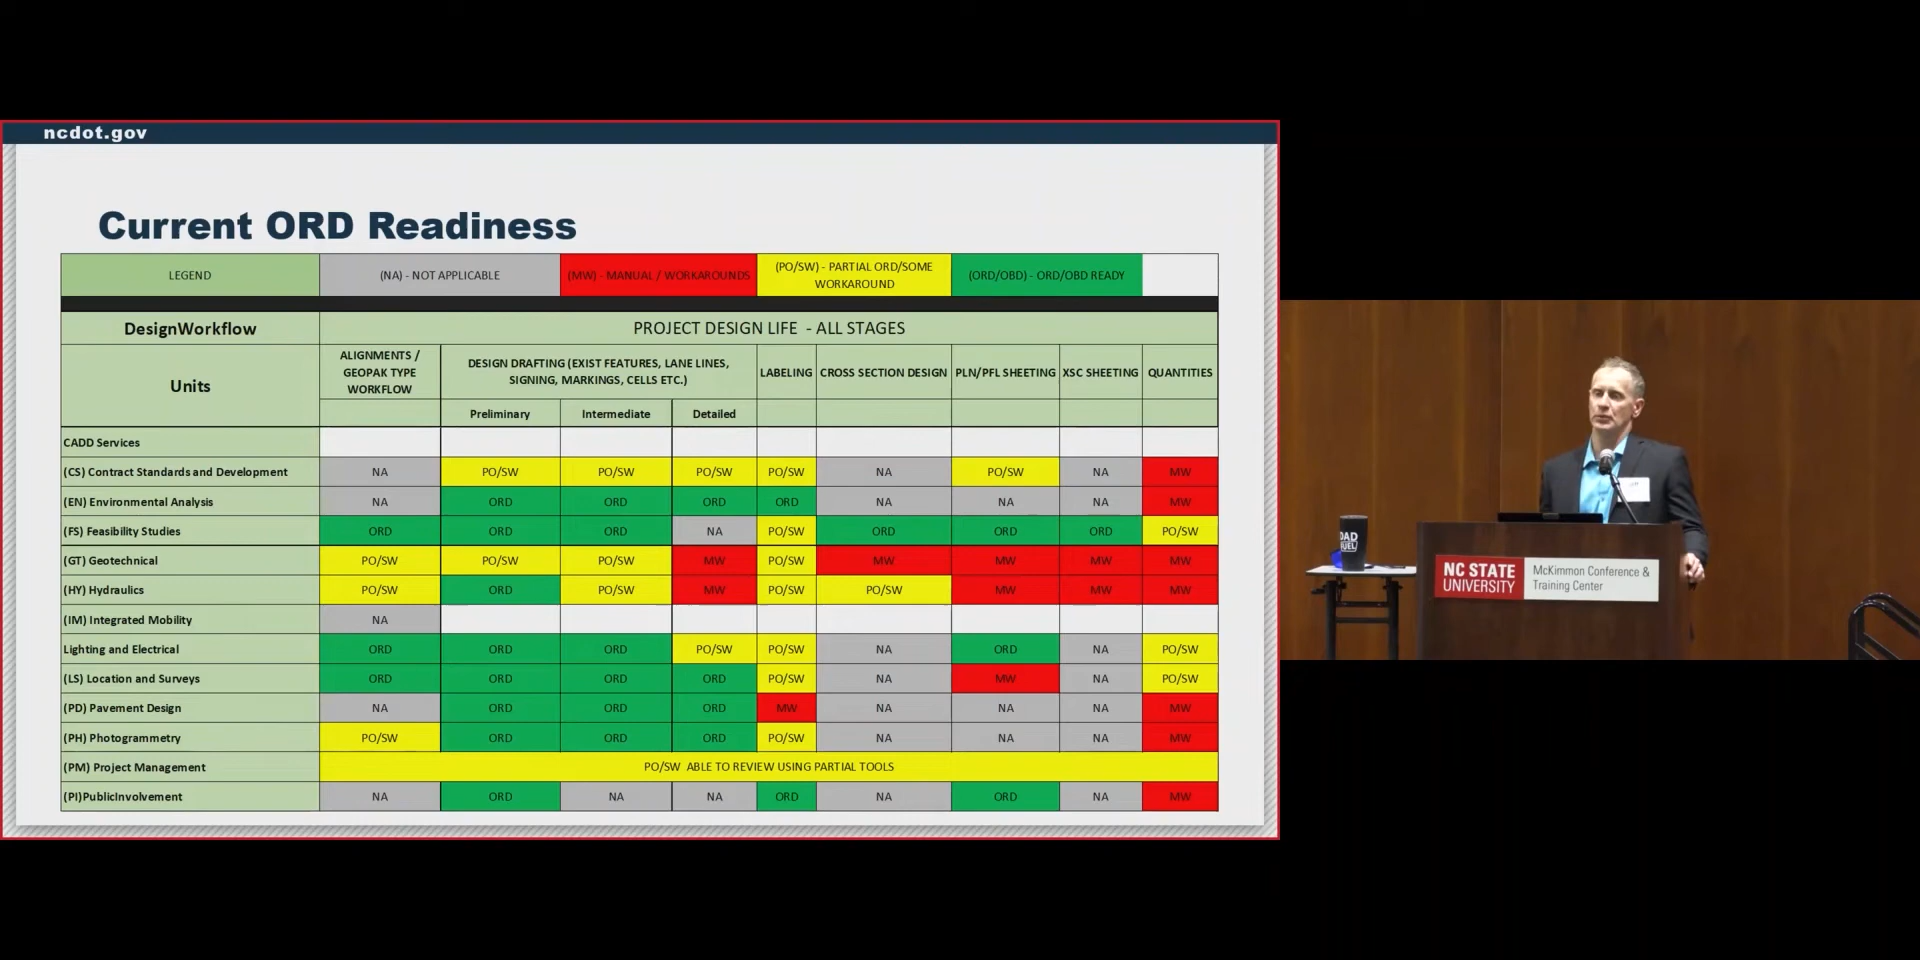 ncdot.gov
Current ORD Readiness
LEGEND
(NA) - NOT APPLICABLE
(MW) - MANUAL / WORKAROUNDS
(PO/SW) - PARTIAL ORD/SOME
WORKAROUND
(ORD/OBD) - ORD/OBD READY
DesignWorkflow
PROJECT DESIGN LIFE - ALL STAGES
Units
ALIGNMENTS /
GEOPAK TYPE
WORKFLOW
DESIGN DRAFTING (EXIST FEATURES, LANE LINES,
SIGNING, MARKINGS, CELLS ETC.)
LABELING
CROSS SECTION DESIGN
PLN/PFL SHEETING
XSC SHEETING
QUANTITIES
Preliminary
Intermediate
Detailed
CADD Services
(CS) Contract Standards and Development NA PO/SW PO/SW PO/SW PO/SW NA PO/SW NA MW
(EN) Environmental Analysis NA ORD ORD ORD ORD NA NA NA MW
(FS) Feasibility Studies ORD ORD ORD NA PO/SW ORD ORD ORD PO/SW
(GT) Geotechnical PO/SW PO/SW PO/SW MW PO/SW MW MW MW MW
(HY) Hydraulics PO/SW ORD PO/SW MW PO/SW PO/SW MW MW MW
(IM) Integrated Mobility NA
Lighting and Electrical ORD ORD ORD PO/SW PO/SW NA ORD NA PO/SW
(LS) Location and Surveys ORD ORD ORD ORD PO/SW NA MW NA PO/SW
(PD) Pavement Design NA ORD ORD ORD MW NA NA NA MW
(PH) Photogrammetry PO/SW ORD ORD ORD PO/SW NA NA NA MW
(PM) Project Management PO/SW ABLE TO REVIEW USING PARTIAL TOOLS
(PI)PublicInvolvement NA ORD NA NA ORD NA ORD NA MW
NC STATE
UNIVERSITY
McKimmon Conference &
Training Center